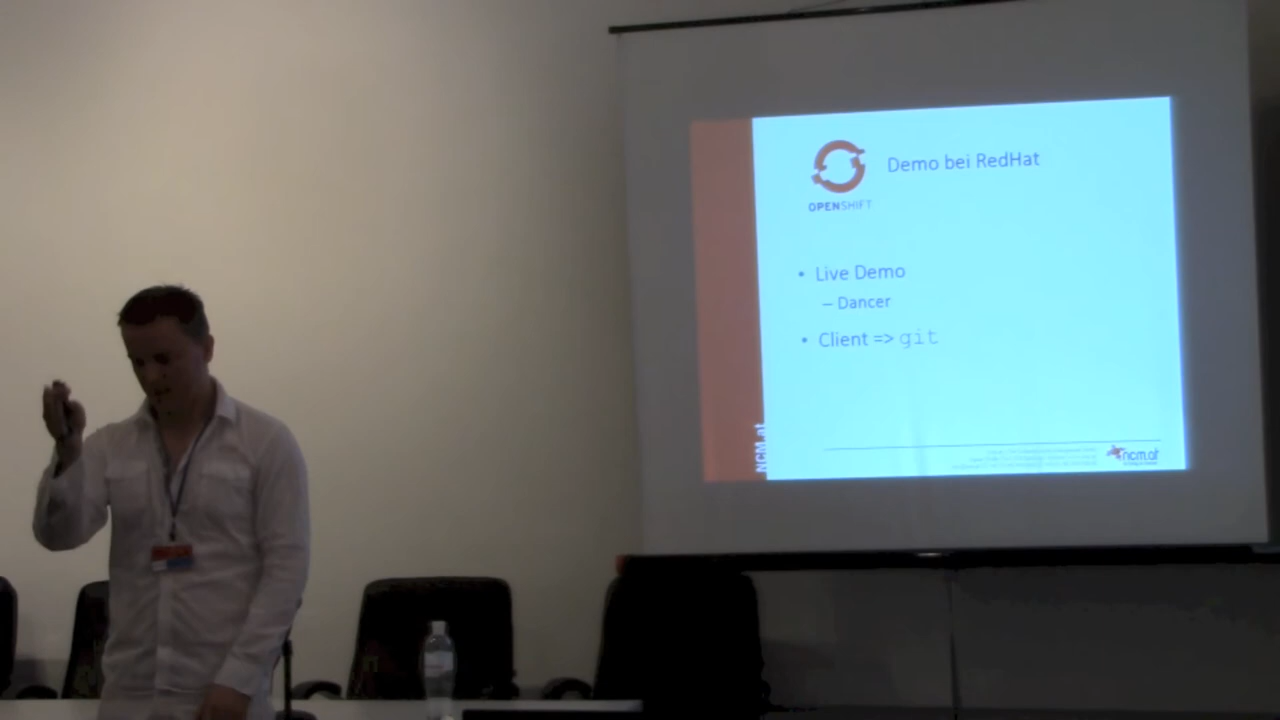 OPENSHIFT
Demo bei RedHat
• Live Demo
– Dancer
• Client => git
NCM.at
ncm.at